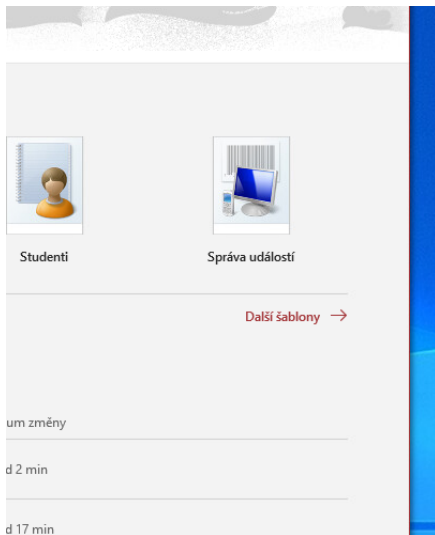 Studenti
Správa událostí
Další šablony
um změny
d 2 min
d 17 min